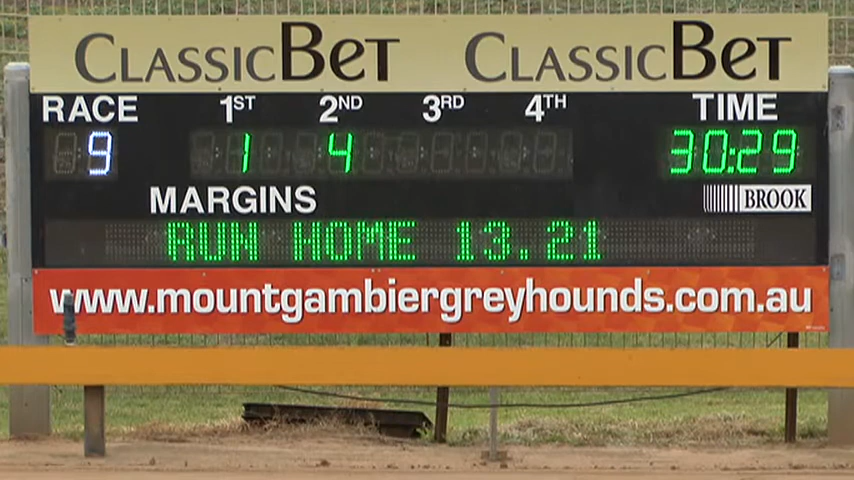 CLASSICBET CLASSICBET
RACE 1ST 2ND 3RD 4TH TIME
9 1 4 30:29
MARGINS BROOK
RUN HOME 13.21
www.mountgambiergreyhounds.com.au